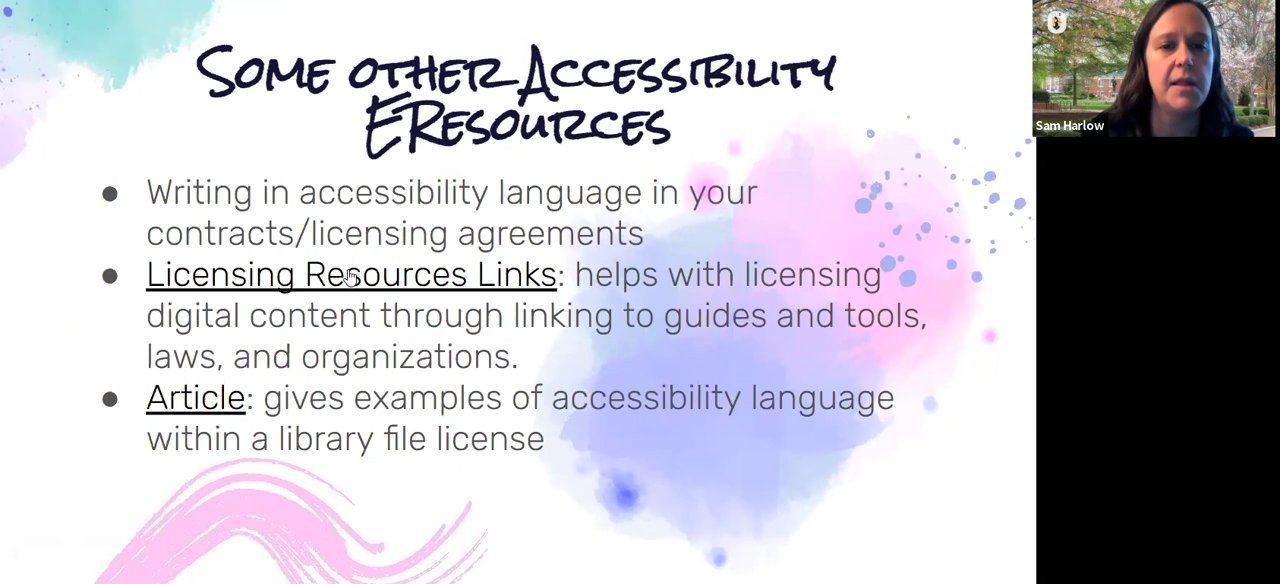 Some other Accessibility
EResources
● Writing in accessibility language in your
contracts/licensing agreements
● Licensing Resources Links: helps with licensing
digital content through linking to guides and tools,
laws, and organizations.
● Article: gives examples of accessibility language
within a library file license
Sam Harlow